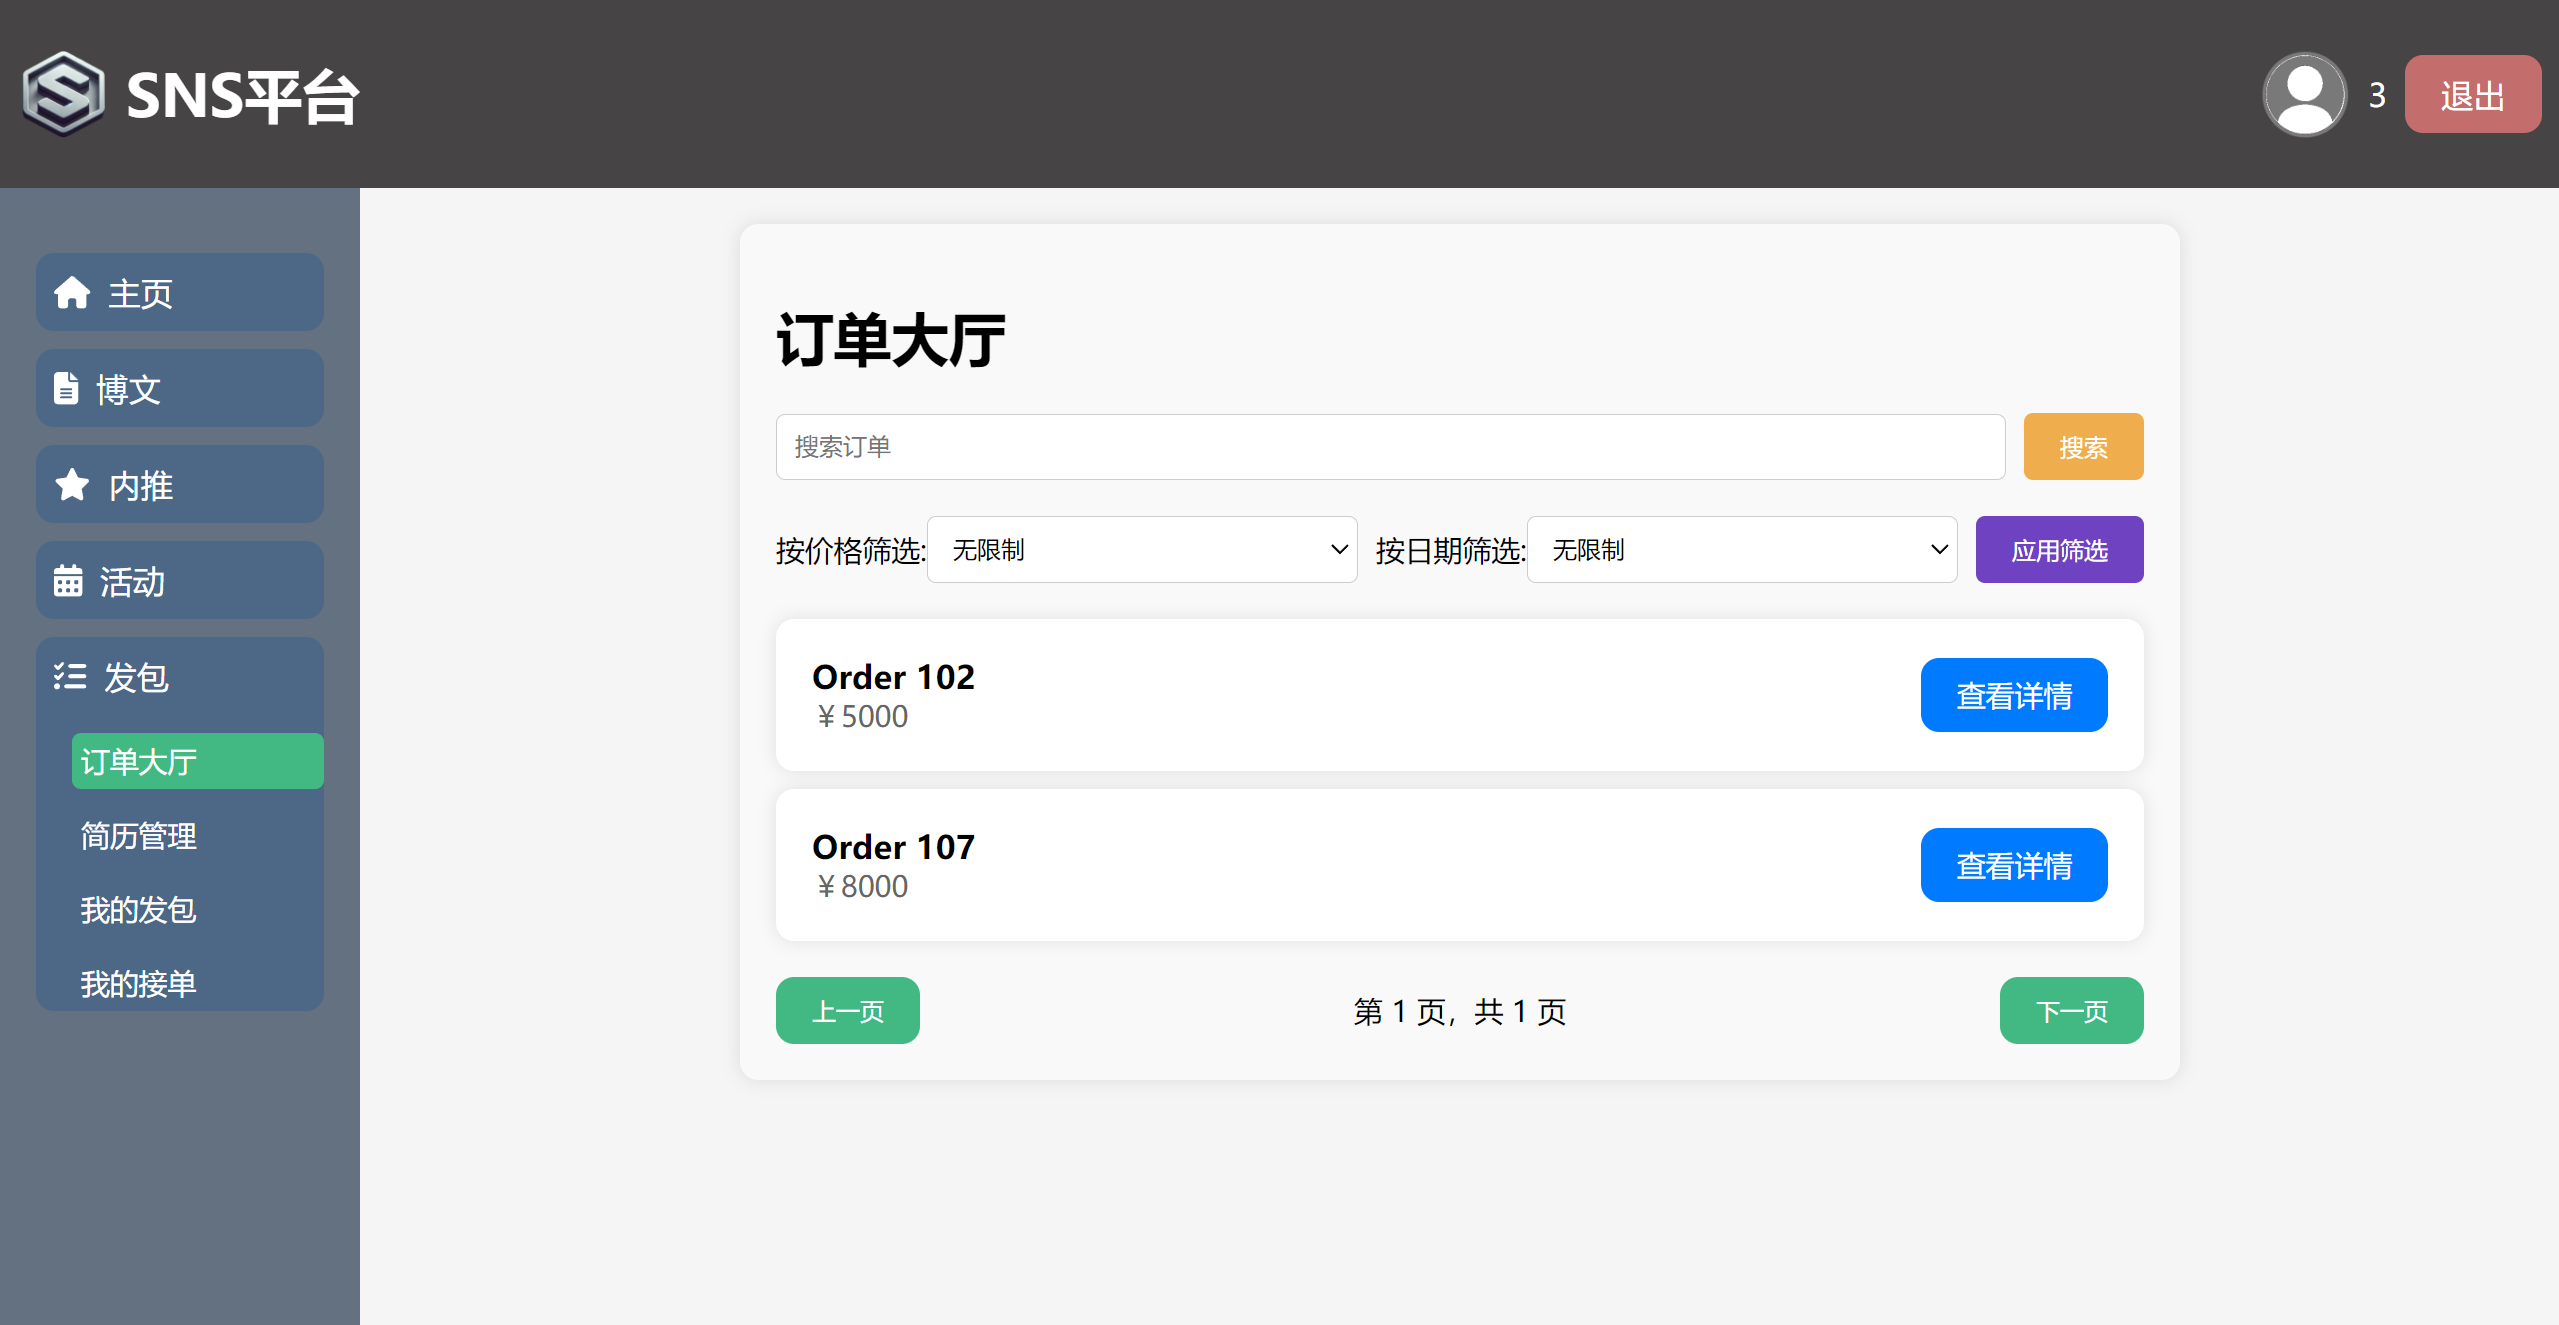 SNS平台
3
退出
主页
博文
内推
活动
发包
订单大厅
简历管理
我的发包
我的接单
订单大厅
搜索订单
搜索
按价格筛选: 无限制 按日期筛选: 无限制 应用筛选
Order 102
￥5000
查看详情
Order 107
￥8000
查看详情
上一页
第 1 页，共 1 页
下一页